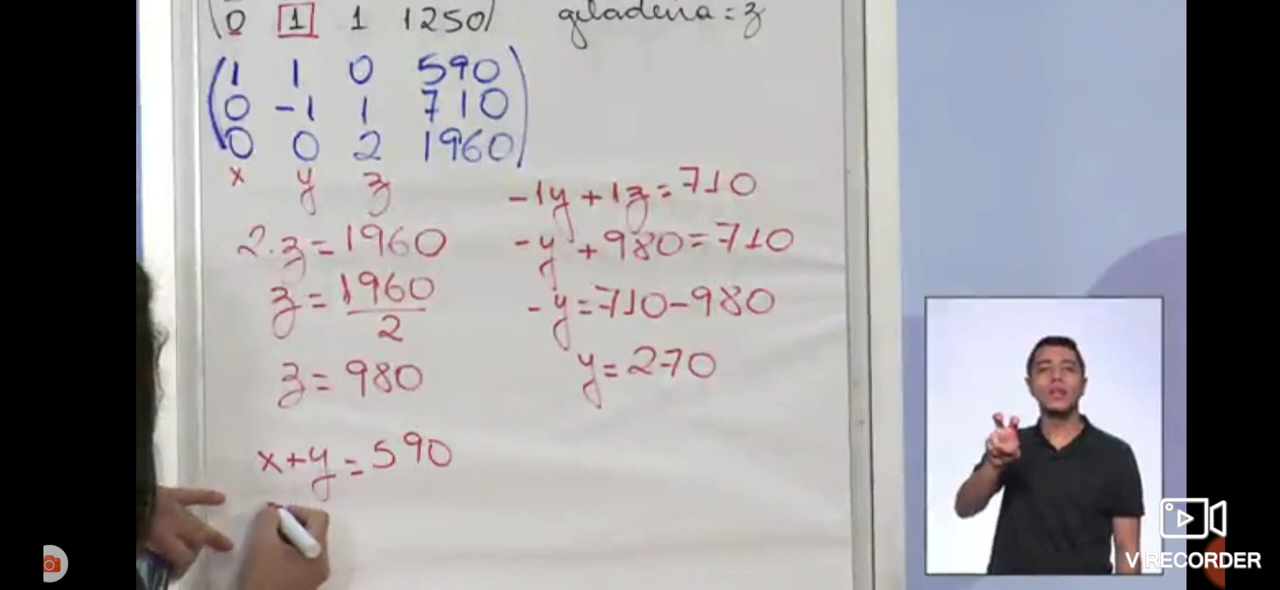 0 1 1 1250) geladeira = z
(1 1 0 590
0 -1 1 710
0 0 2 1960)
x y z
-1y + 1z = 710
2.z = 1960
-y + 980 = 710
z = 1960/2
-y = 710 - 980
z = 980
y = 270
x + y = 590
V RECORDER